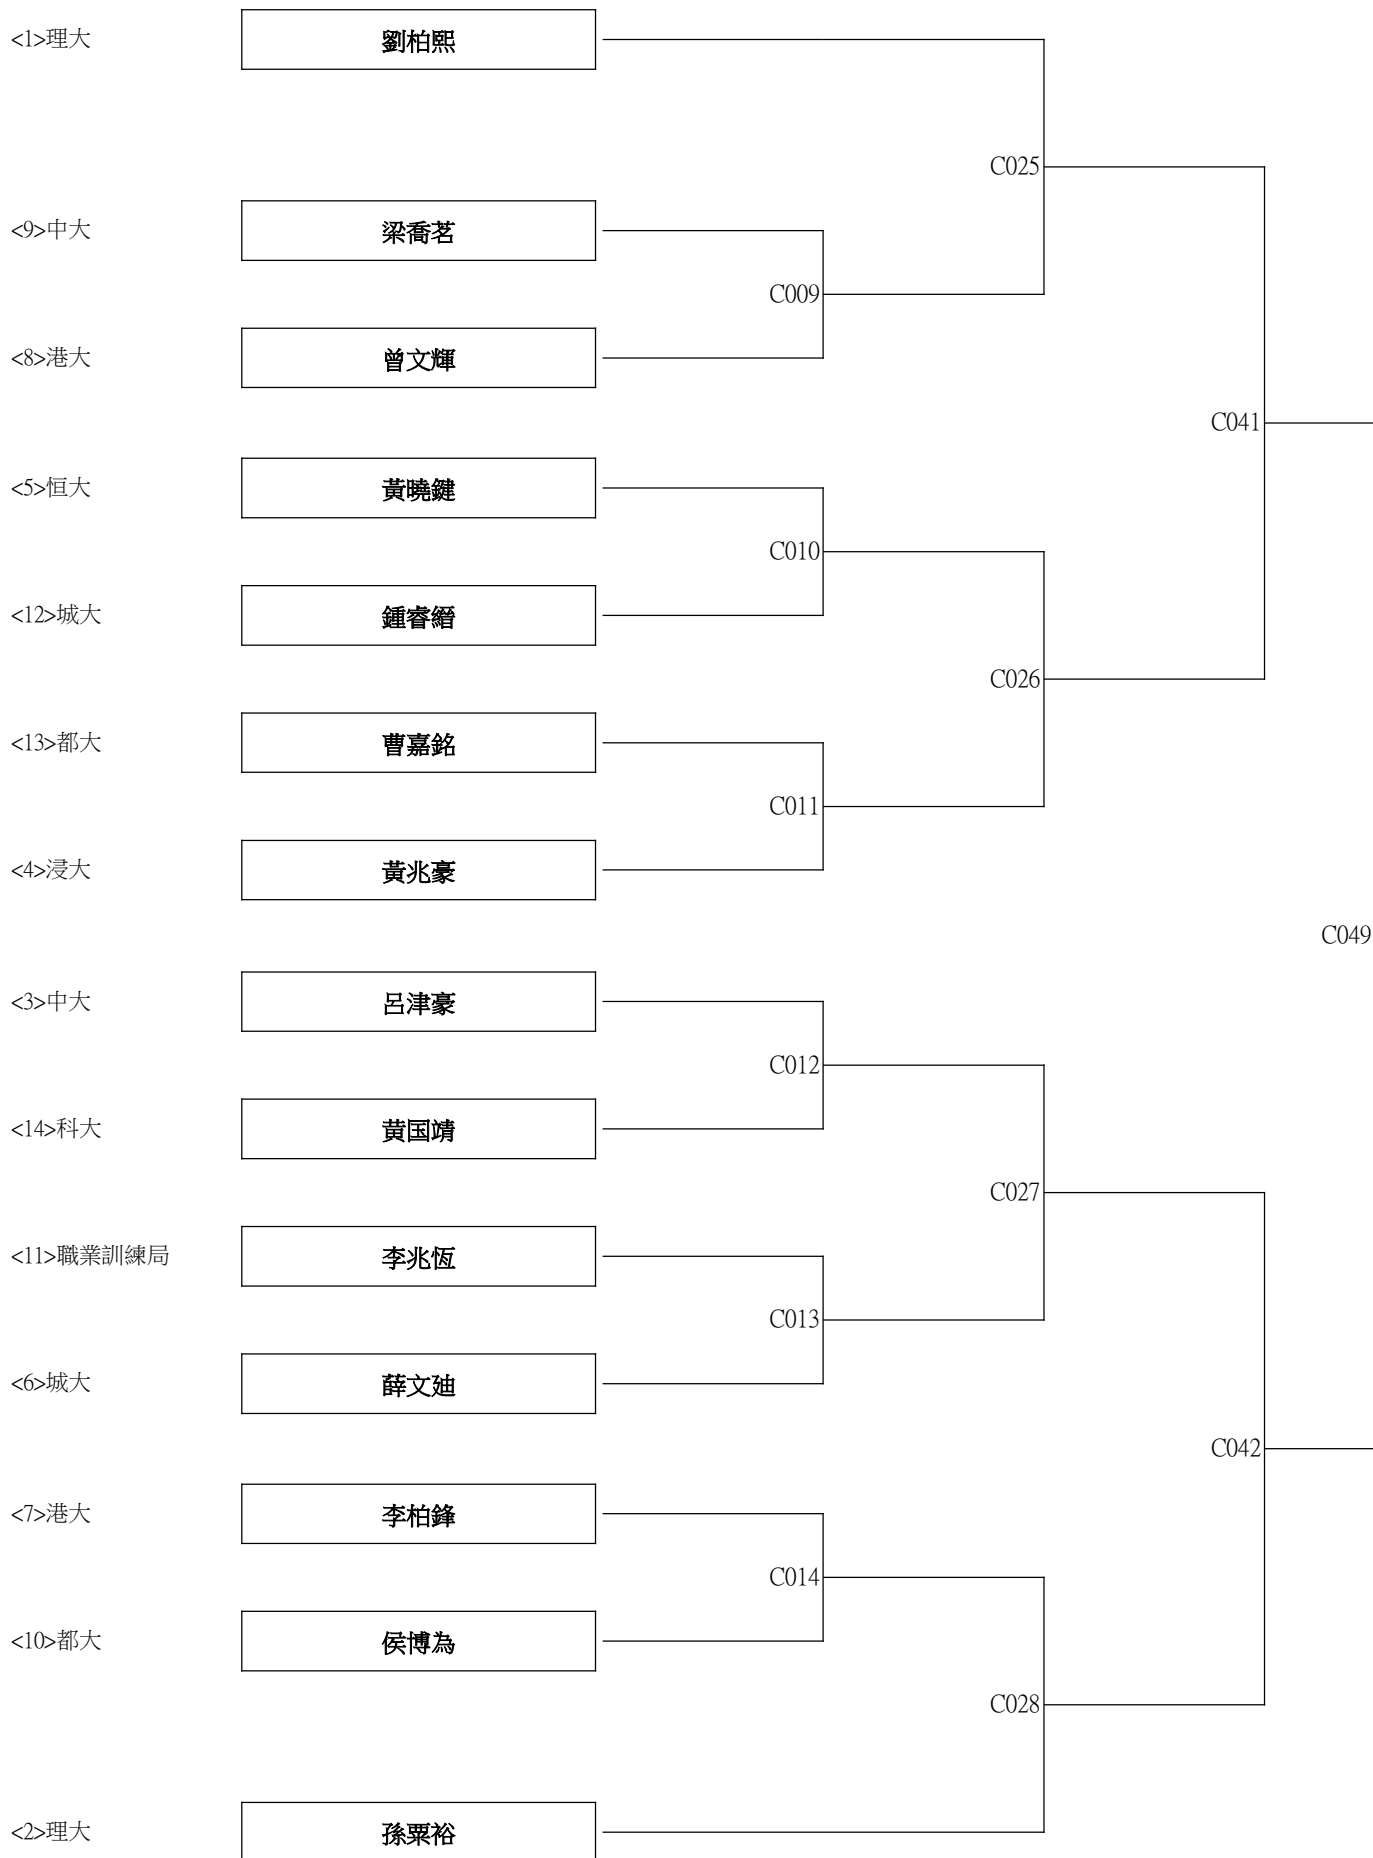 <1>理大 劉柏熙
C025
<9>中大 梁喬茗
C009
<8>港大 曾文輝
C041
<5>恒大 黃曉鍵
C010
<12>城大 鍾睿縉
C026
<13>都大 曹嘉銘
C011
<4>浸大 黃兆豪
C049
<3>中大 呂津豪
C012
<14>科大 黄国靖
C027
<11>職業訓練局 李兆恆
C013
<6>城大 薛文廸
C042
<7>港大 李柏鋒
C014
<10>都大 侯博為
C028
<2>理大 孫粟裕